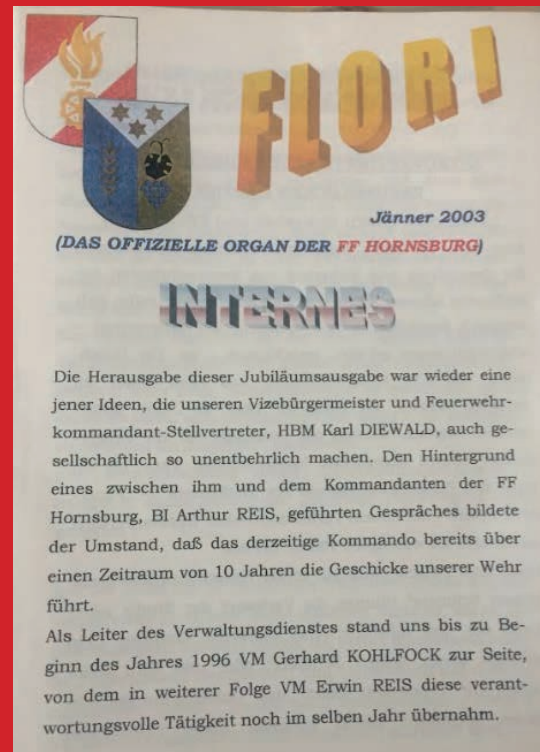 FLORI
Jänner 2003
(DAS OFFIZIELLE ORGAN DER FF HORNSBURG)
INTERNES
Die Herausgabe dieser Jubiläumsausgabe war wieder eine
jener Ideen, die unseren Vizebürgermeister und Feuerwehr-
kommandant-Stellvertreter, HBM Karl DIEWALD, auch ge-
sellschaftlich so unentbehrlich machen. Den Hintergrund
eines zwischen ihm und dem Kommandanten der FF
Hornsburg, BI Arthur REIS, geführten Gespräches bildete
der Umstand, daß das derzeitige Kommando bereits über
einen Zeitraum von 10 Jahren die Geschicke unserer Wehr
führt.
Als Leiter des Verwaltungsdienstes stand uns bis zu Be-
ginn des Jahres 1996 VM Gerhard KOHLFOCK zur Seite,
von dem in weiterer Folge VM Erwin REIS diese verant-
wortungsvolle Tätigkeit noch im selben Jahr übernahm.